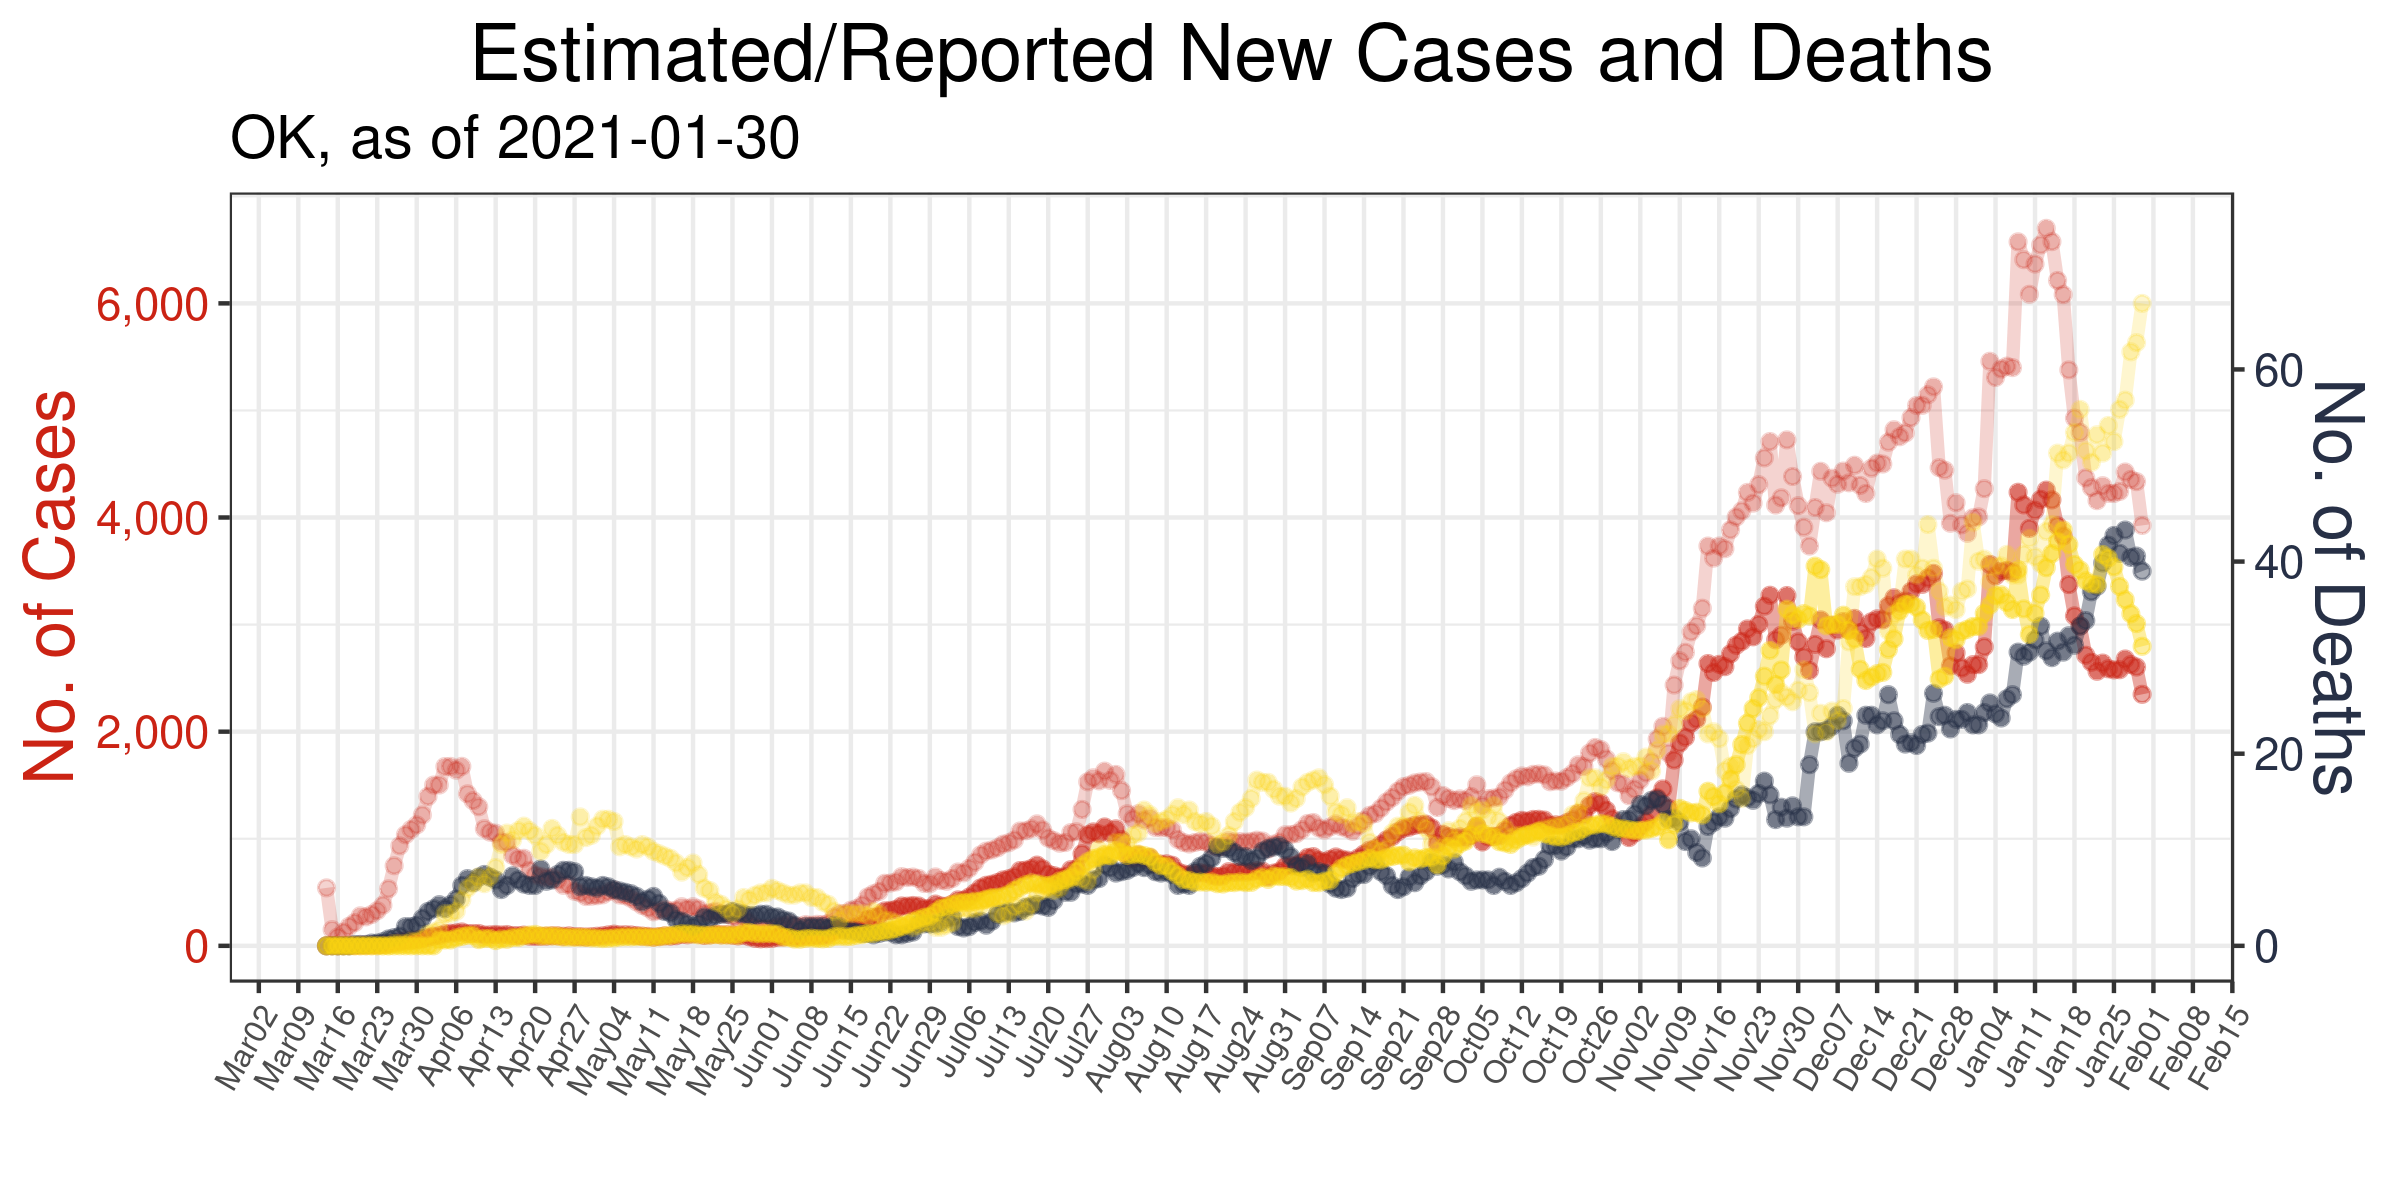 Estimated/Reported New Cases and Deaths
OK, as of 2021-01-30
No. of Cases
6,000
4,000
2,000
0
60
40
20
0
No. of Deaths
Mar02
Mar09
Mar16
Mar23
Mar30
Apr06
Apr13
Apr20
Apr27
May04
May11
May18
May25
Jun01
Jun08
Jun15
Jun22
Jun29
Jul06
Jul13
Jul20
Jul27
Aug03
Aug10
Aug17
Aug24
Aug31
Sep07
Sep14
Sep21
Sep28
Oct05
Oct12
Oct19
Oct26
Nov02
Nov09
Nov16
Nov23
Nov30
Dec07
Dec14
Dec21
Dec28
Jan04
Jan11
Jan18
Jan25
Feb01
Feb08
Feb15